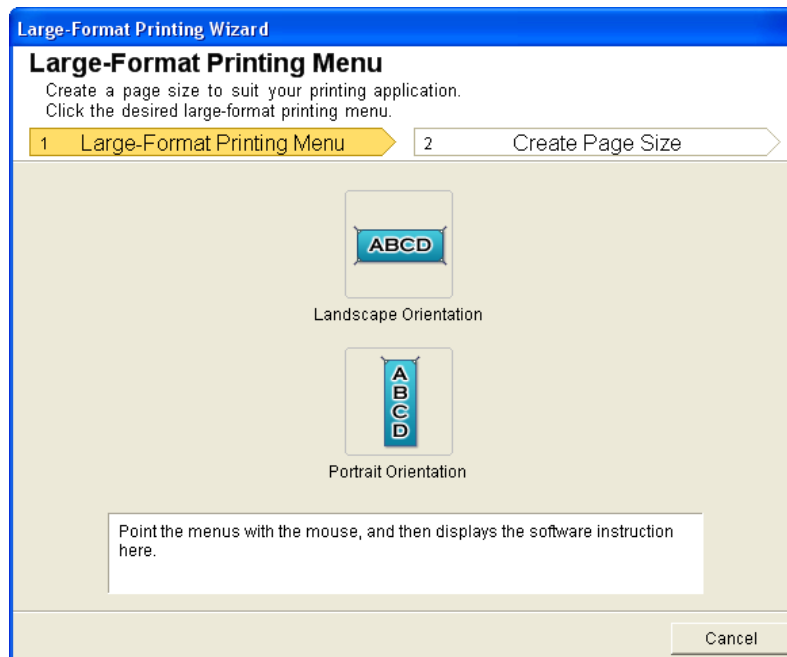 Large-Format Printing Wizard
Large-Format Printing Menu
Create a page size to suit your printing application.
Click the desired large-format printing menu.
1 Large-Format Printing Menu 2 Create Page Size
ABCD
Landscape Orientation
A
B
C
D
Portrait Orientation
Point the menus with the mouse, and then displays the software instruction
here.
Cancel